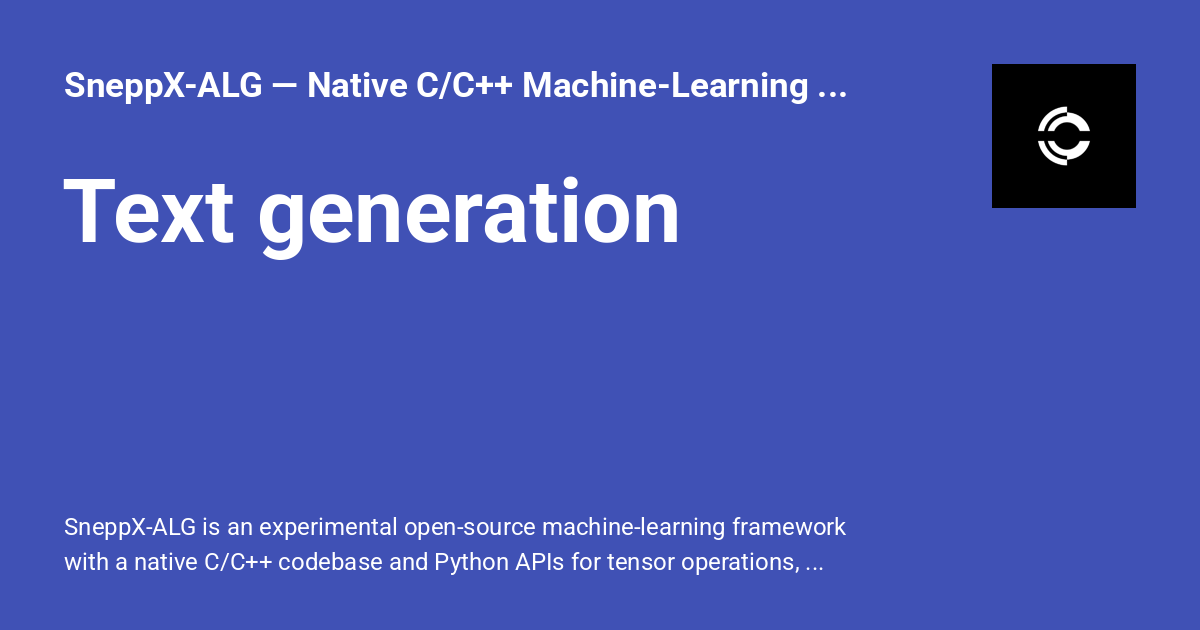 SneppX-ALG — Native C/C++ Machine-Learning ...
Text generation
SneppX-ALG is an experimental open-source machine-learning framework
with a native C/C++ codebase and Python APIs for tensor operations, ...